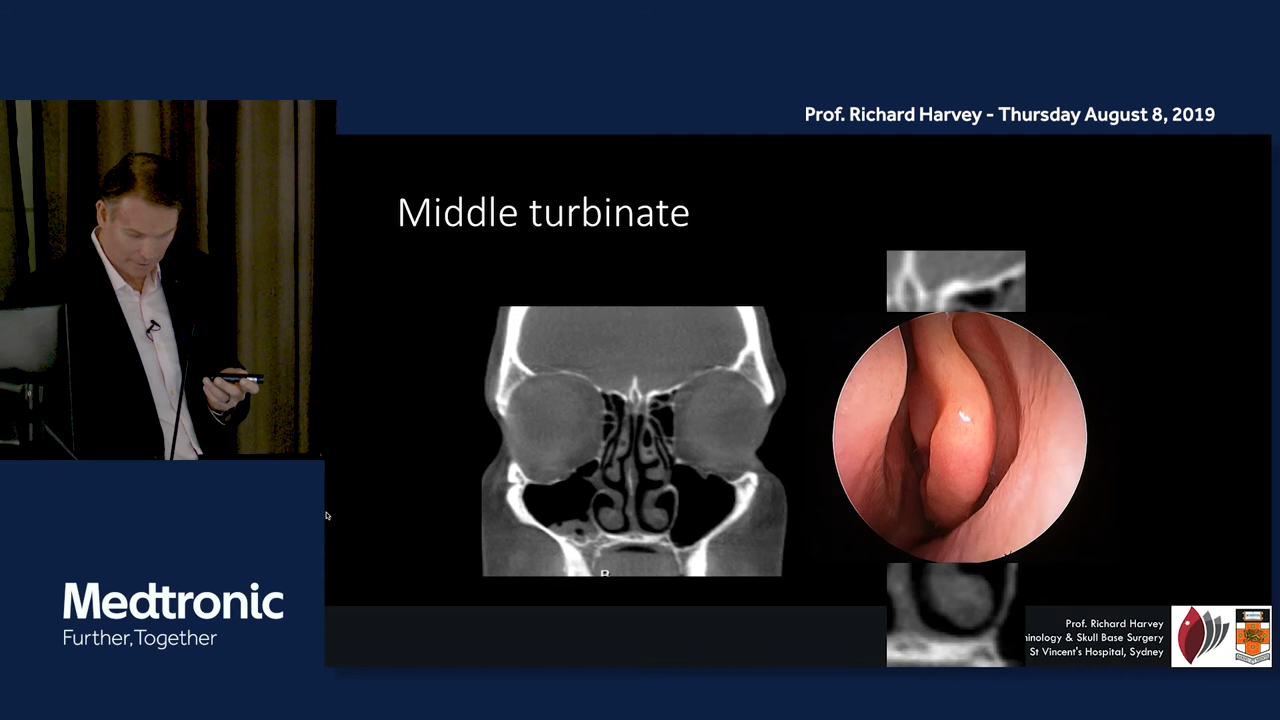 Prof. Richard Harvey - Thursday August 8, 2019
Middle turbinate
Medtronic
Further, Together
Prof. Richard Harvey
& Skull Base Surgery
St Vincent's Hospital, Sydney